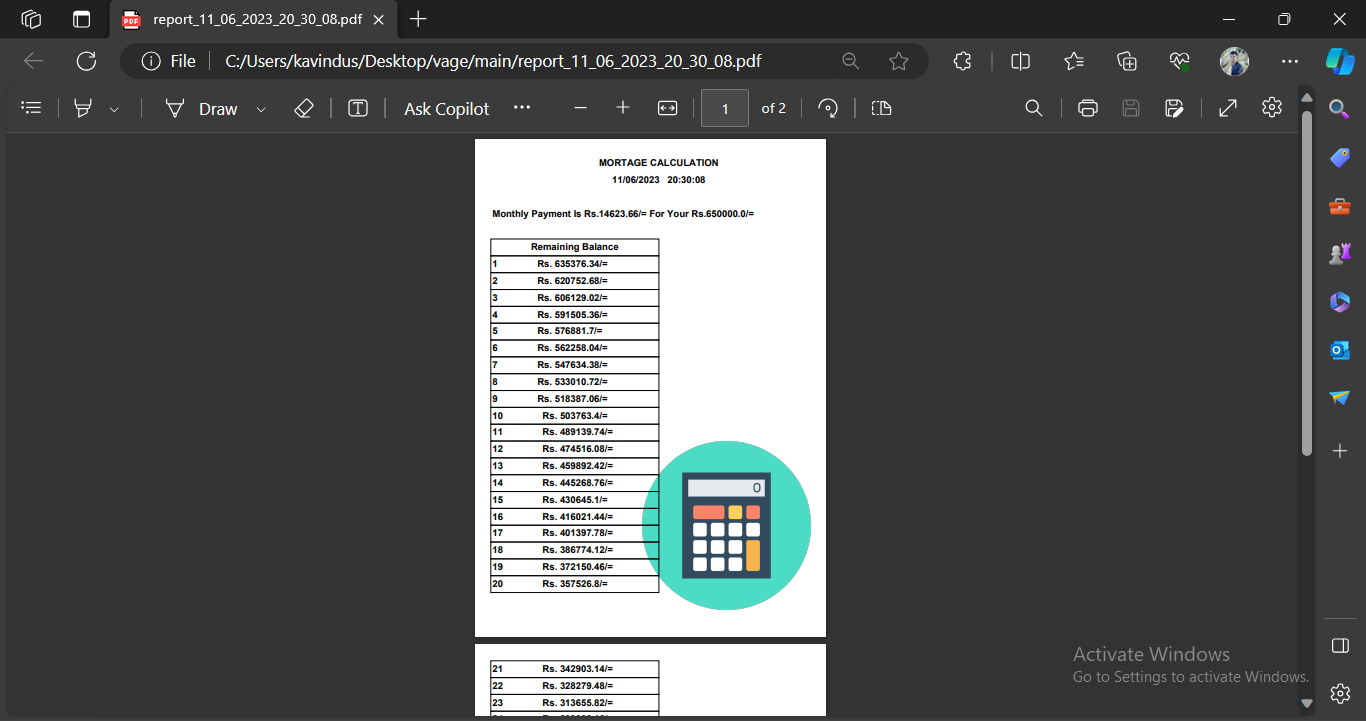 report_11_06_2023_20_30_08.pdf
File
C:/Users/kavindus/Desktop/vage/main/report_11_06_2023_20_30_08.pdf
Draw
Ask Copilot
1
of 2
MORTAGE CALCULATION
11/06/2023 20:30:08
Monthly Payment Is Rs.14623.66/= For Your Rs.650000.0/=
Remaining Balance
1 Rs. 635376.34/=
2 Rs. 620752.68/=
3 Rs. 606129.02/=
4 Rs. 591505.36/=
5 Rs. 576881.7/=
6 Rs. 562258.04/=
7 Rs. 547634.38/=
8 Rs. 533010.72/=
9 Rs. 518387.06/=
10 Rs. 503763.4/=
11 Rs. 489139.74/=
12 Rs. 474516.08/=
13 Rs. 459892.42/=
14 Rs. 445268.76/=
15 Rs. 430645.1/=
16 Rs. 416021.44/=
17 Rs. 401397.78/=
18 Rs. 386774.12/=
19 Rs. 372150.46/=
20 Rs. 357526.8/=
0
21 Rs. 342903.14/=
22 Rs. 328279.48/=
23 Rs. 313655.82/=
Activate Windows
Go to Settings to activate Windows.